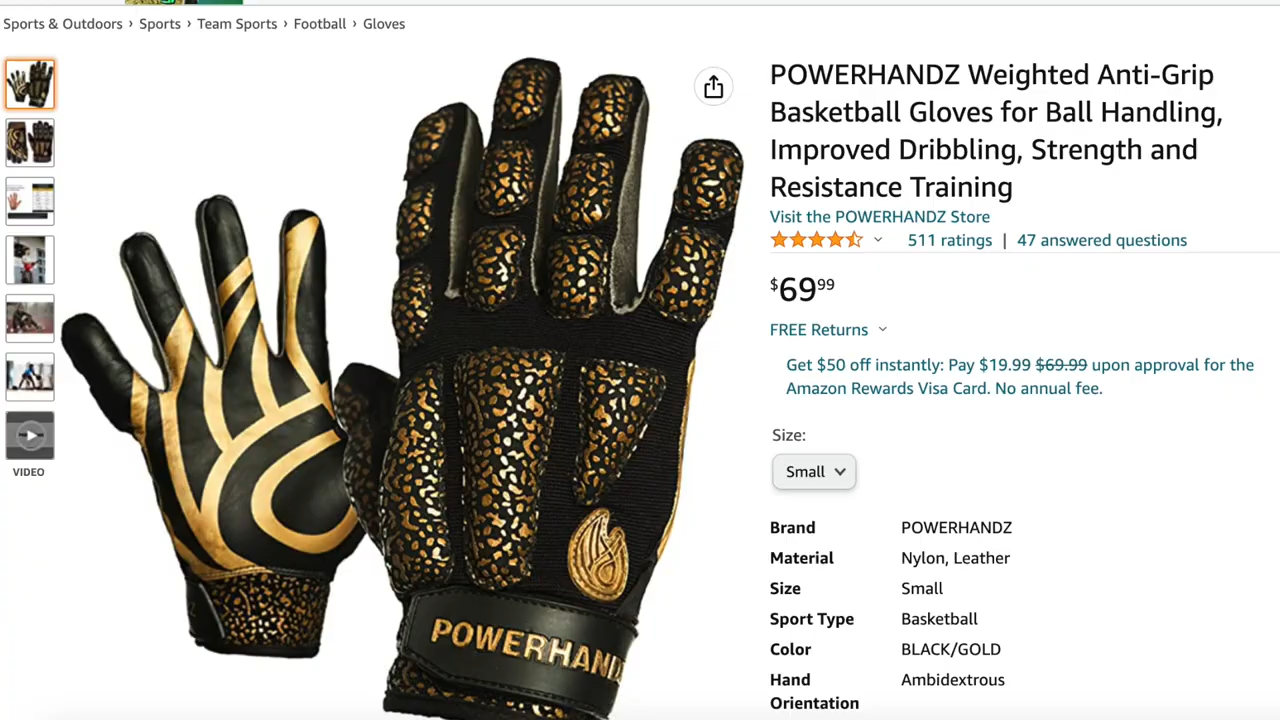 Sports & Outdoors › Sports › Team Sports › Football › Gloves
POWERHANDZ Weighted Anti-Grip
Basketball Gloves for Ball Handling,
Improved Dribbling, Strength and
Resistance Training
Visit the POWERHANDZ Store
511 ratings | 47 answered questions
$69.99
FREE Returns
Get $50 off instantly: Pay $19.99 $69.99 upon approval for the
Amazon Rewards Visa Card. No annual fee.
Size:
Small
Brand POWERHANDZ
Material Nylon, Leather
Size Small
Sport Type Basketball
Color BLACK/GOLD
Hand Ambidextrous
Orientation
VIDEO
POWERHANDZ